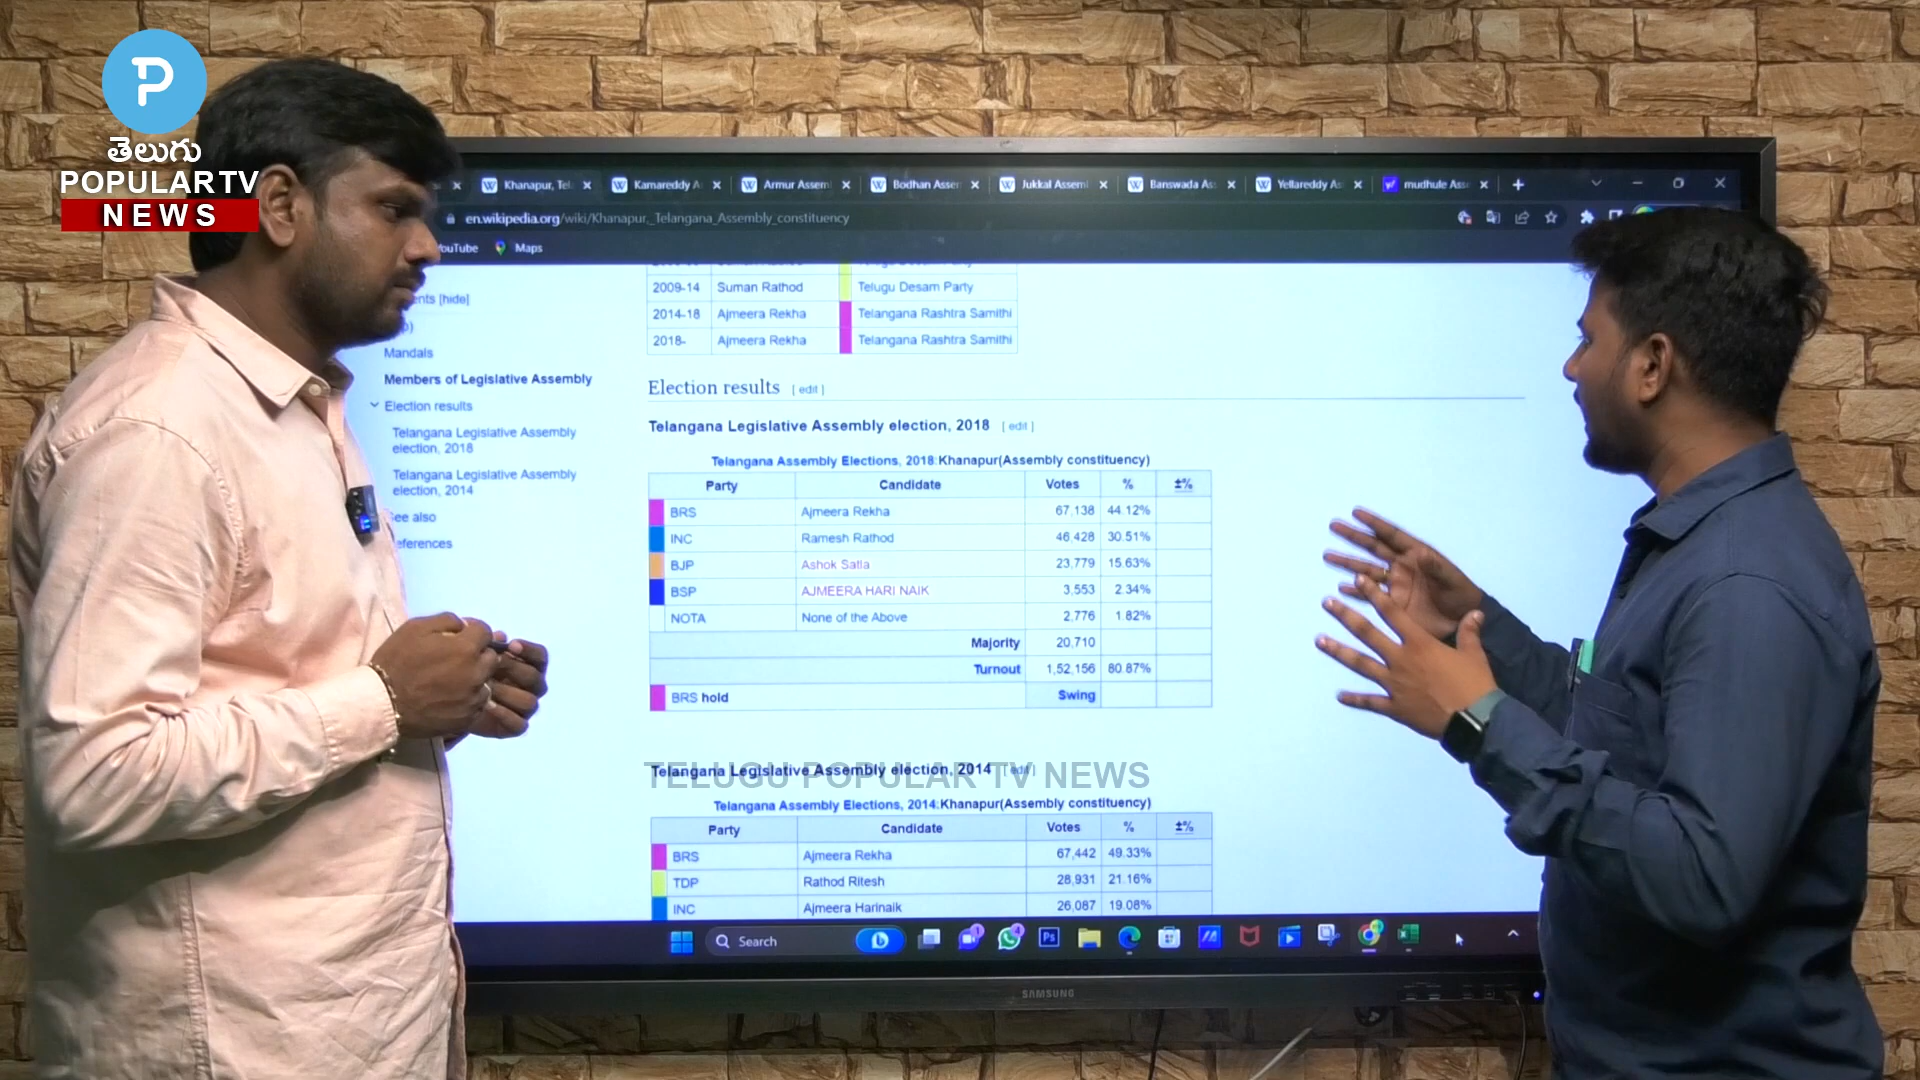 తెలుగు
POPULAR TV
NEWS
Khanapur, Tel
Kamareddy A
Armur Assem
Bodhan Assem
Jukkal Assemi
Banswada As
Yellareddy As
mudhule Ass
en.wikipedia.org/wiki/Khanapur,_Telangana_Assembly_constituency
YouTube Maps
ents [hide]
Mandals
Members of Legislative Assembly
Election results
Telangana Legislative Assembly
election, 2018
Telangana Legislative Assembly
election, 2014
ee also
eferences
2009-14 Suman Rathod Telugu Desam Party
2014-18 Ajmeera Rekha Telangana Rashtra Samithi
2018- Ajmeera Rekha Telangana Rashtra Samithi
Election results [ edit ]
Telangana Legislative Assembly election, 2018 [ edit ]
Telangana Assembly Elections, 2018:Khanapur(Assembly constituency)
Party Candidate Votes % ±%
BRS Ajmeera Rekha 67,138 44.12%
INC Ramesh Rathod 46,428 30.51%
BJP Ashok Satla 23,779 15.63%
BSP AJMEERA HARI NAIK 3,553 2.34%
NOTA None of the Above 2,776 1.82%
Majority 20,710
Turnout 1,52,156 80.87%
BRS hold Swing
Telangana Legislative Assembly election, 2014 [ edit ]
TELUGU POPULAR TV NEWS
Telangana Assembly Elections, 2014:Khanapur(Assembly constituency)
Party Candidate Votes % ±%
BRS Ajmeera Rekha 67,442 49.33%
TDP Rathod Ritesh 28,931 21.16%
INC Ajmeera Harinaik 26,087 19.08%
Search
Ps
SAMSUNG